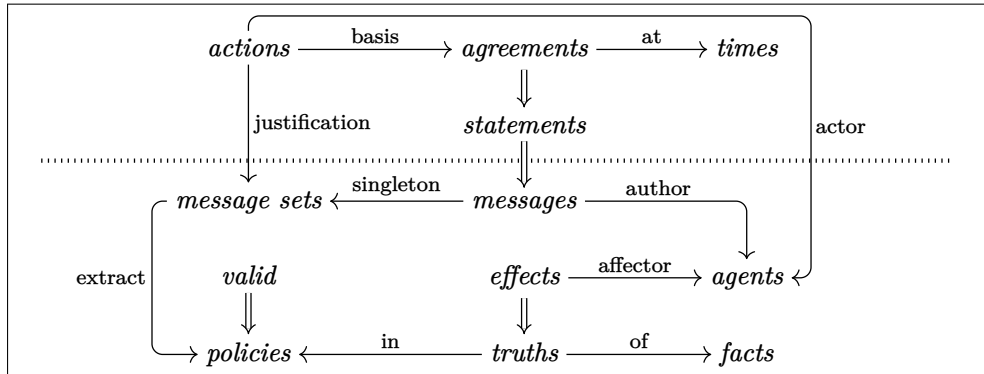 actions basis agreements at times
justification statements actor
message sets singleton messages author
extract valid effects affector agents
policies in truths of facts